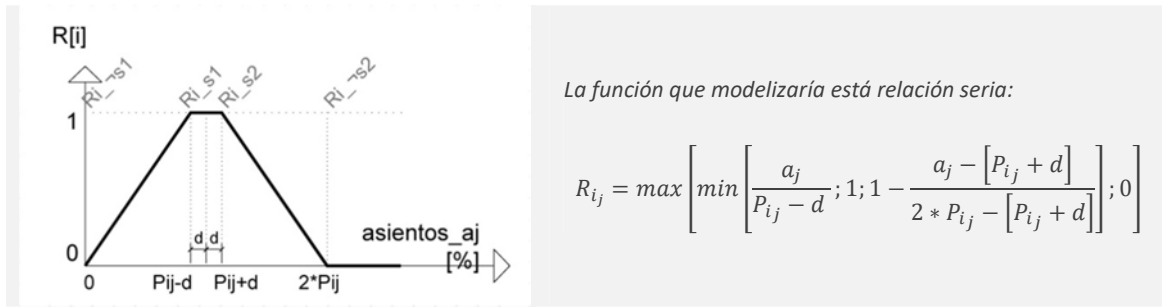 R[i]
Ri_¬s1
Ri_s1
Ri_s2
Ri_¬s2
1
0
d d
asientos_aj
[%]
0
Pij-d
Pij+d
2*Pij
La función que modelizaría está relación seria:
R_{i_j} = max[min[a_j / (P_{i_j} − d) ; 1; 1 − (a_j − [P_{i_j} + d]) / (2 * P_{i_j} − [P_{i_j} + d])] ; 0]